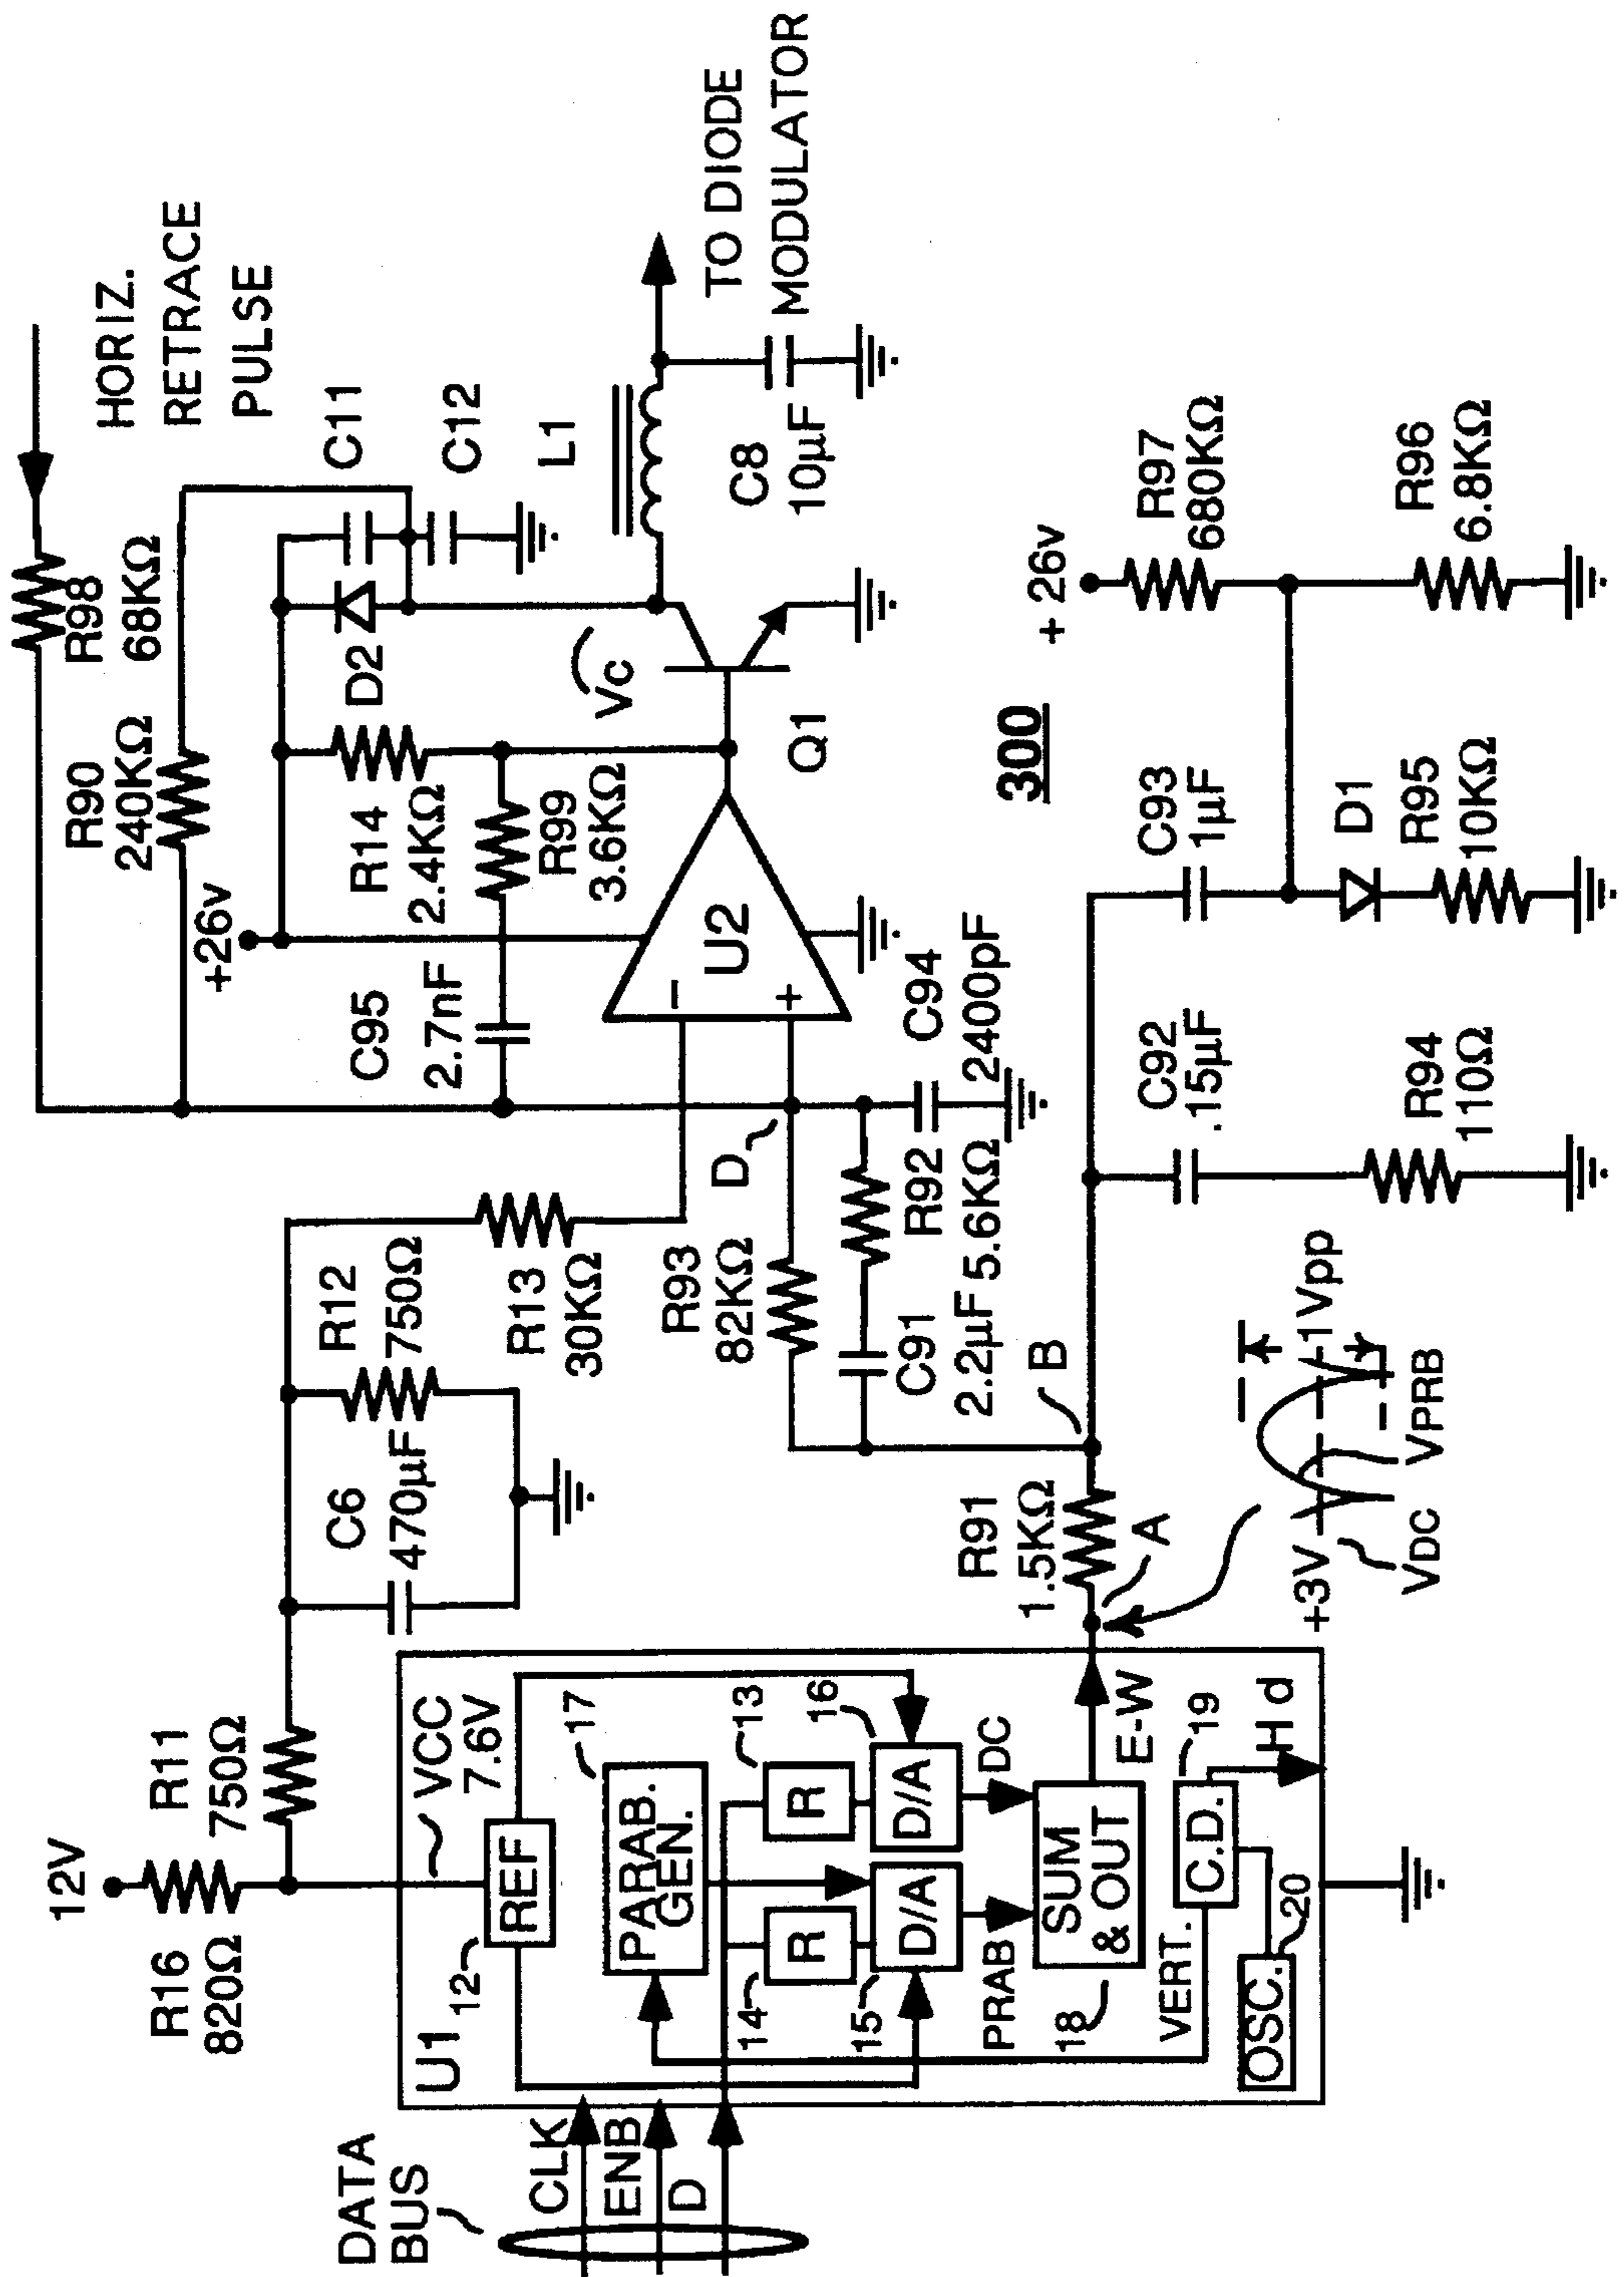 HORIZ.
RETRACE
PULSE
R98
68KΩ
R90
240KΩ
C11
C12
D2
L1
TO DIODE
MODULATOR
C8
10µF
Vc
Q1
R14
2.4KΩ
R99
3.6KΩ
+26v
C95
2.7nF
U2
−
+
C94
2400pF
D
R92
5.6KΩ
C91
2.2µF
R93
82KΩ
R13
30KΩ
R12
750Ω
C6
470µF
R11
750Ω
12V
R16
820Ω
300
+26v
R97
680KΩ
R96
6.8KΩ
C93
1µF
D1
R95
10KΩ
C92
.15µF
R94
110Ω
B
R91
1.5KΩ
A
+3V
1Vpp
VDC
VPRB
U1
VCC
7.6V
REF
12
PARAB.
GEN.
17
R
13
R
14
D/A
16
D/A
15
DC
PRAB
SUM
& OUT
18
E-W
VERT.
C.D.
19
H d
OSC.
20
DATA
BUS
CLK
ENB
D